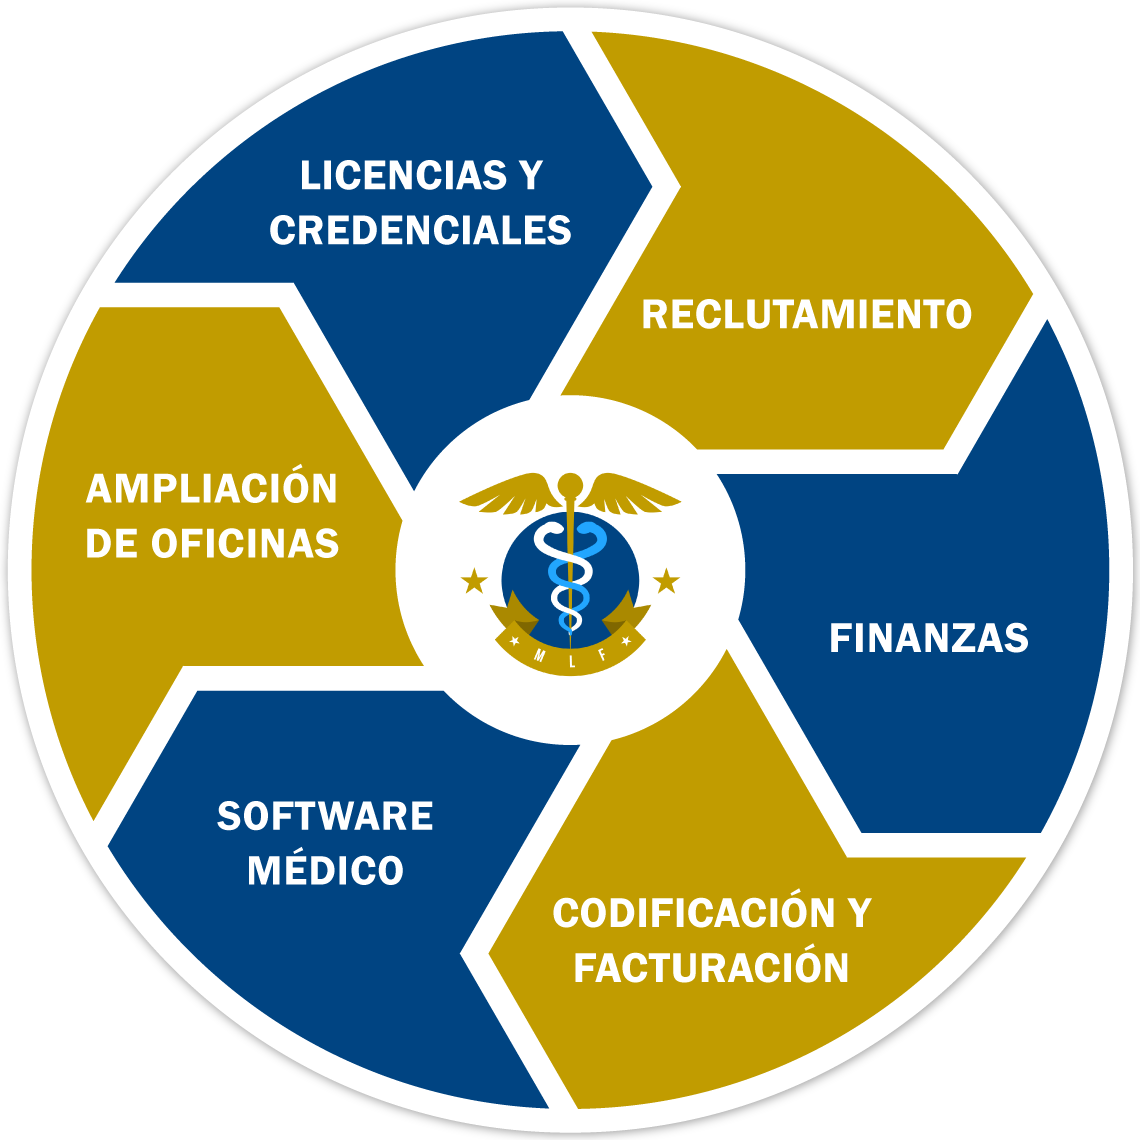 LICENCIAS Y
CREDENCIALES
RECLUTAMIENTO
AMPLIACIÓN
DE OFICINAS
FINANZAS
M L F
SOFTWARE
MÉDICO
CODIFICACIÓN Y
FACTURACIÓN